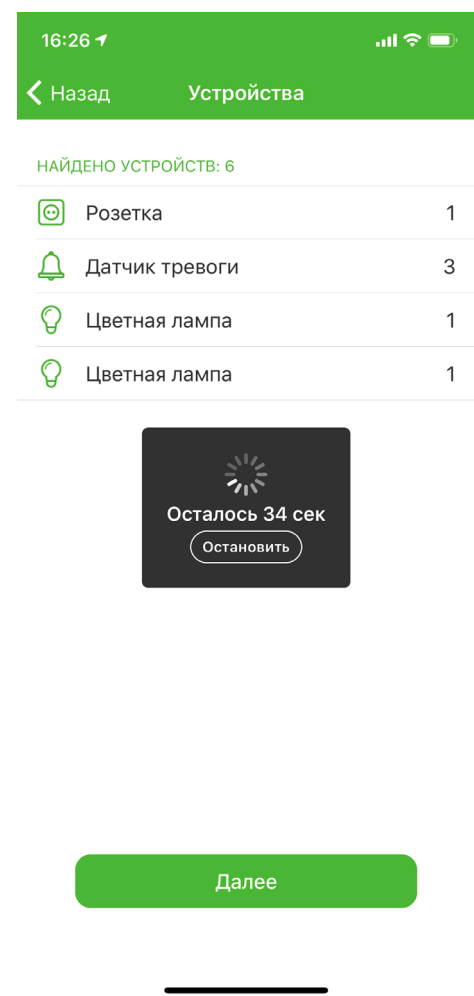 16:26
Назад
Устройства
НАЙДЕНО УСТРОЙСТВ: 6
Розетка 1
Датчик тревоги 3
Цветная лампа 1
Цветная лампа 1
Осталось 34 сек
Остановить
Далее